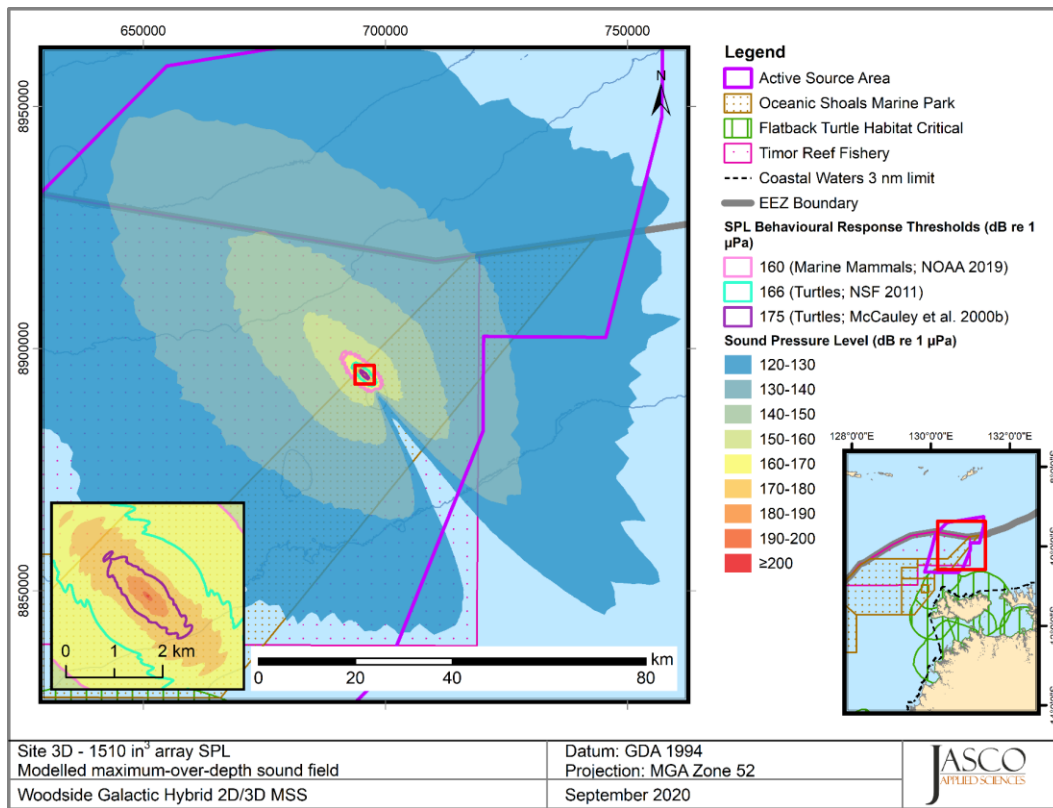 650000
700000
750000
8950000
8900000
8850000
N
0
1
2 km
km
0
20
40
80
Legend
Active Source Area
Oceanic Shoals Marine Park
Flatback Turtle Habitat Critical
Timor Reef Fishery
Coastal Waters 3 nm limit
EEZ Boundary
SPL Behavioural Response Thresholds (dB re 1
µPa)
160 (Marine Mammals; NOAA 2019)
166 (Turtles; NSF 2011)
175 (Turtles; McCauley et al. 2000b)
Sound Pressure Level (dB re 1 µPa)
120-130
130-140
140-150
150-160
160-170
170-180
180-190
190-200
≥200
128°0'0"E
130°0'0"E
132°0'0"E
Site 3D - 1510 in³ array SPL
Modelled maximum-over-depth sound field
Woodside Galactic Hybrid 2D/3D MSS
Datum: GDA 1994
Projection: MGA Zone 52
September 2020
JASCO
APPLIED SCIENCES